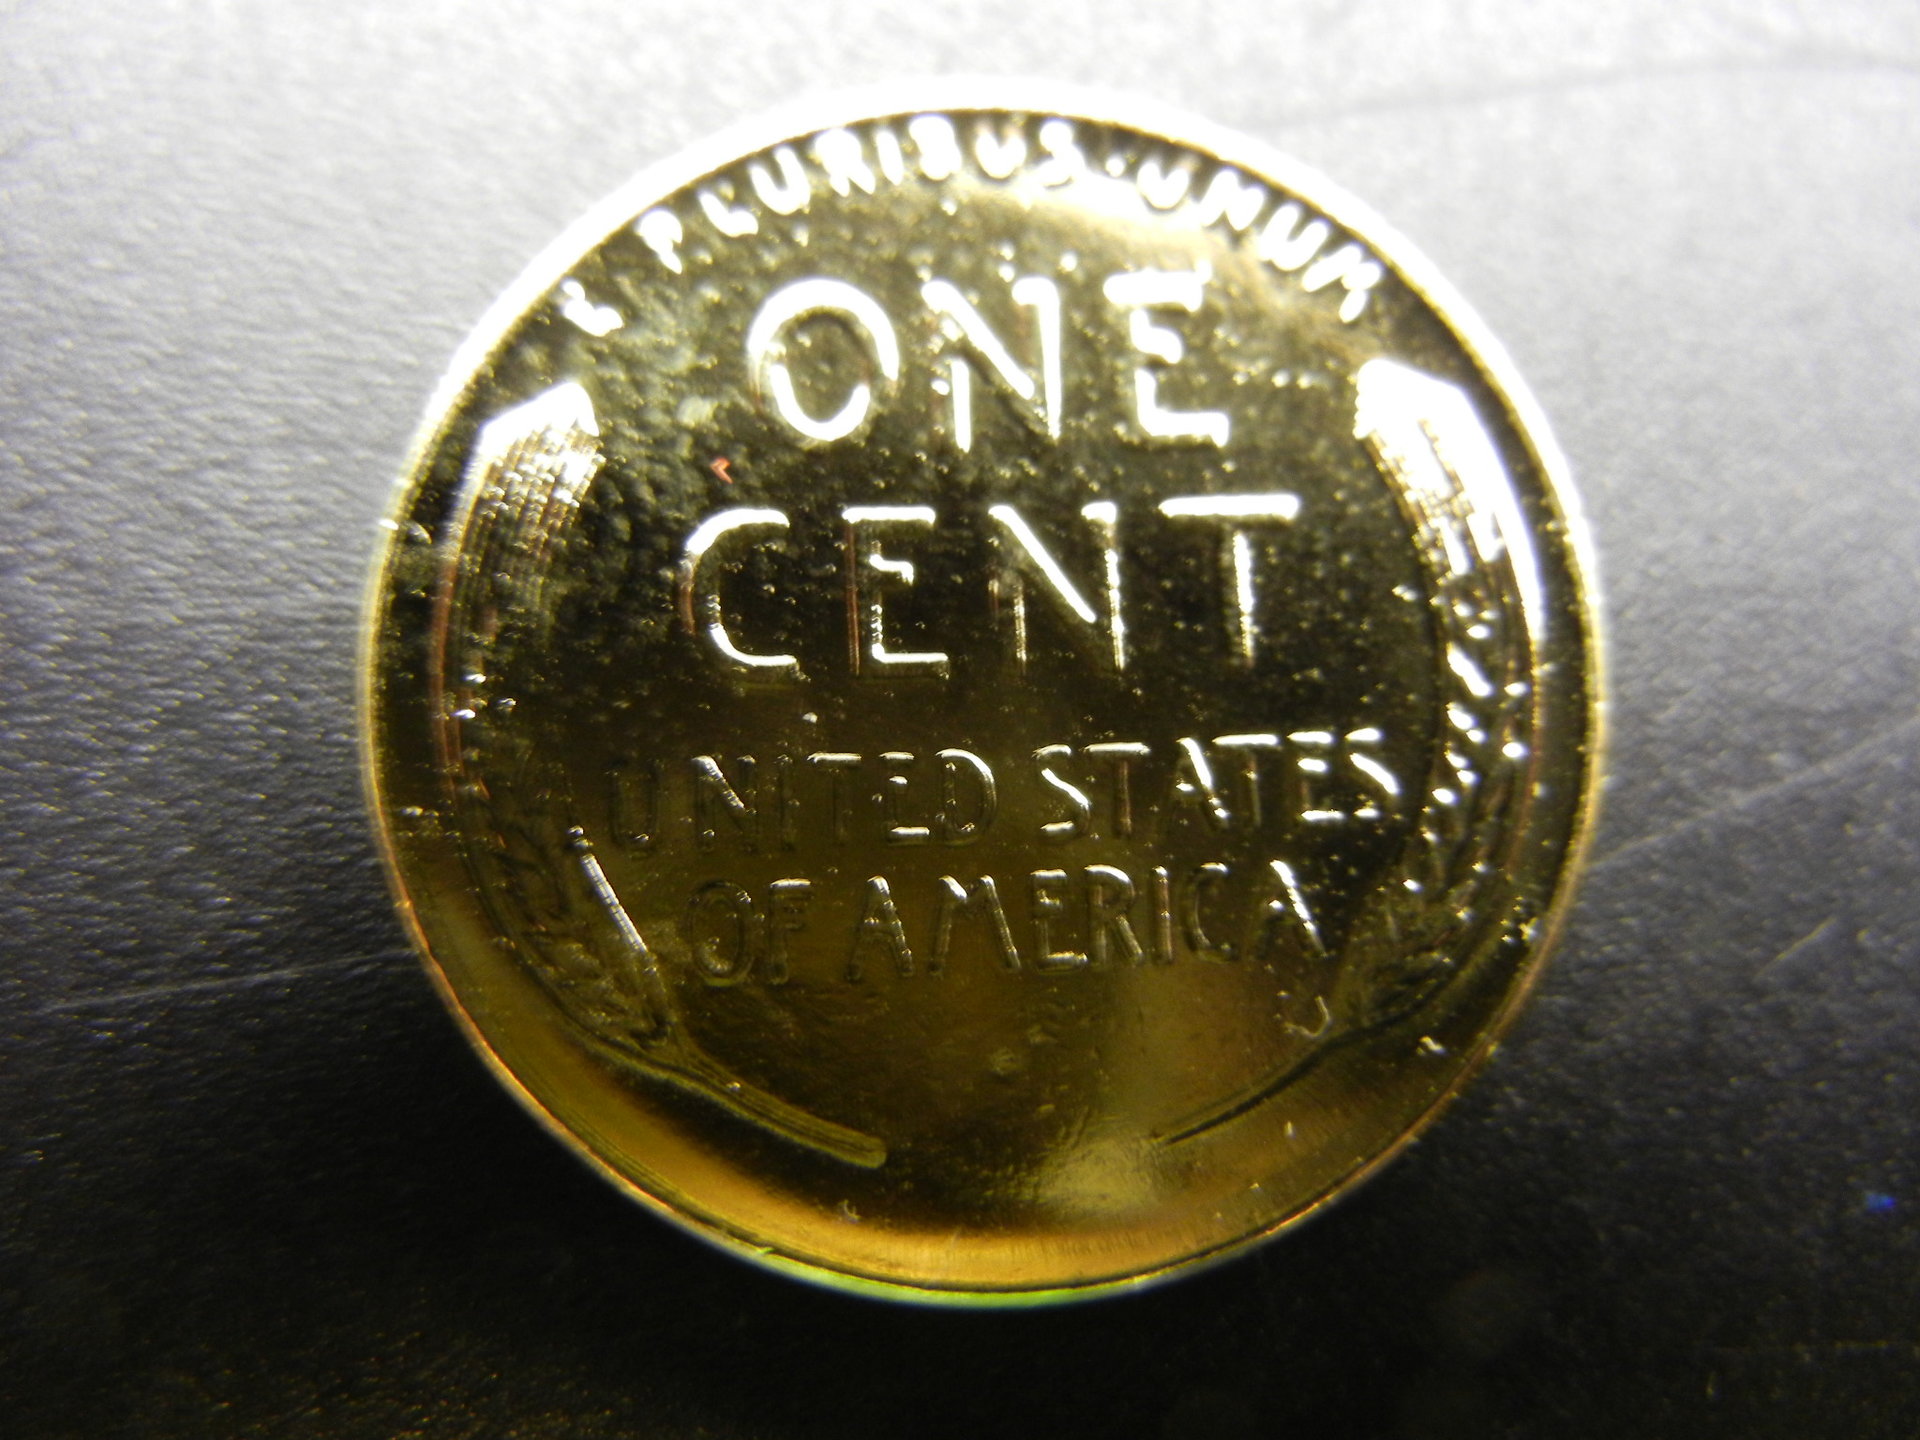 E PLURIBUS·UNUM
ONE
CENT
UNITED STATES
OF AMERICA